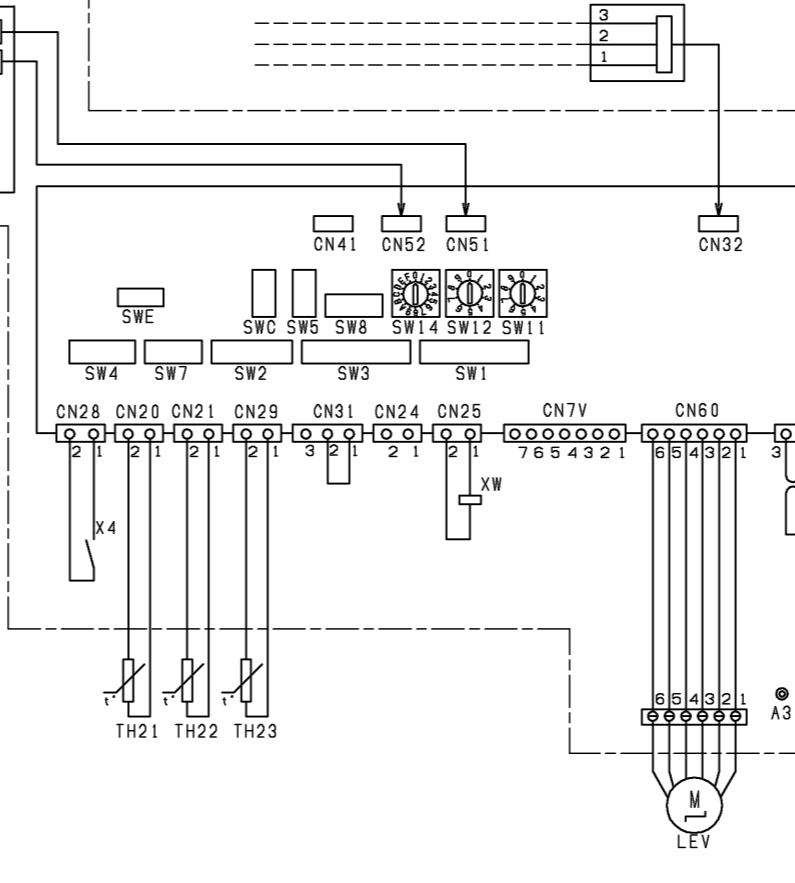 3
2
1
CN41 CN52 CN51 CN32
SWE SWC SW5 SW8 SW14 SW12 SW11
SW4 SW7 SW2 SW3 SW1
CN28 CN20 CN21 CN29 CN31 CN24 CN25 CN7V CN60
2 1 2 1 2 1 2 1 3 2 1 2 1 2 1 7 6 5 4 3 2 1 6 5 4 3 2 1 3
XW
X4
t° t° t°
6 5 4 3 2 1
A3
TH21 TH22 TH23
M
LEV